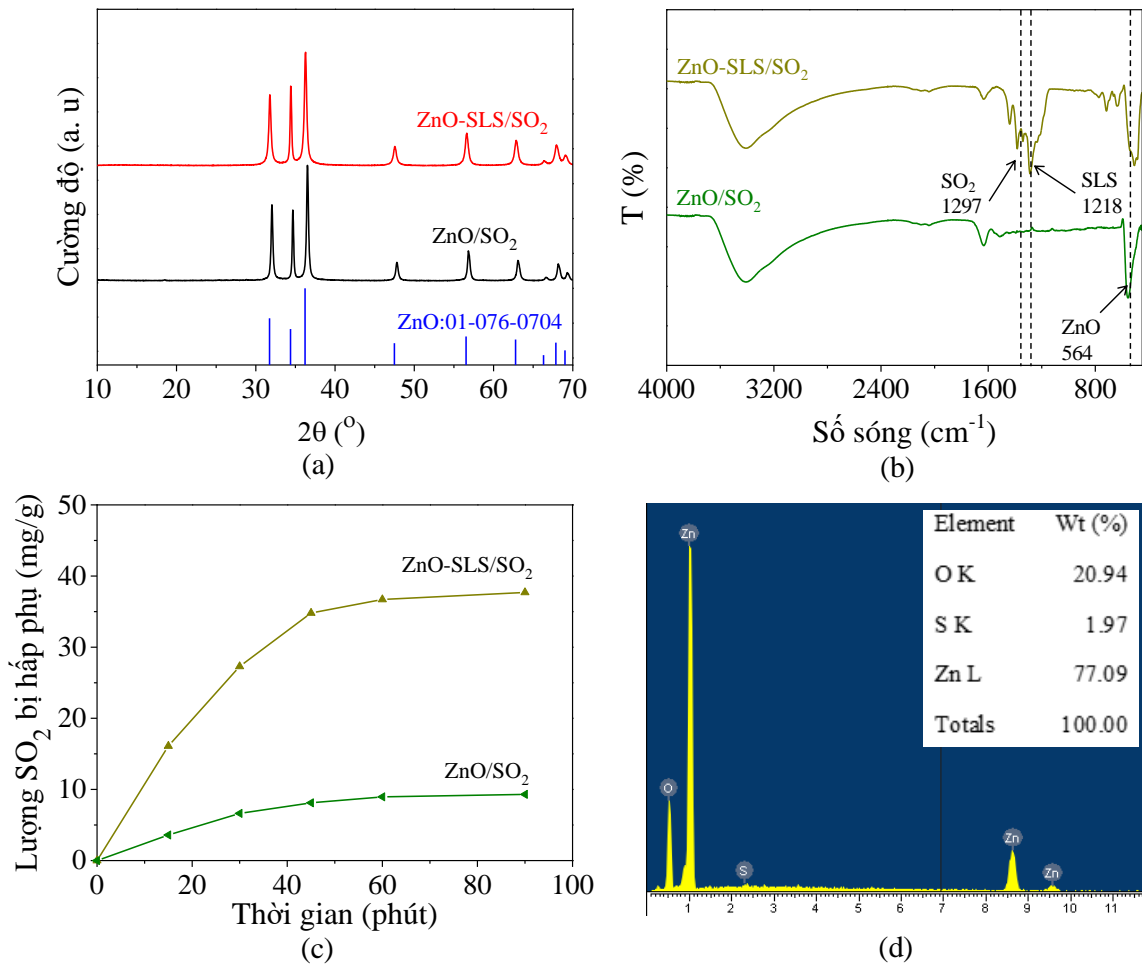 Cường độ (a. u)
ZnO-SLS/SO₂
ZnO/SO₂
ZnO:01-076-0704
10 20 30 40 50 60 70
2θ (°)
(a)
T (%)
ZnO-SLS/SO₂
SO₂
1297
SLS
1218
ZnO/SO₂
ZnO
564
4000 3200 2400 1600 800
Số sóng (cm⁻¹)
(b)
Lượng SO₂ bị hấp phụ (mg/g)
50
40
30
20
10
0
ZnO-SLS/SO₂
ZnO/SO₂
0 20 40 60 80 100
Thời gian (phút)
(c)
Element Wt (%)
O K 20.94
S K 1.97
Zn L 77.09
Totals 100.00
Zn
O
S
Zn
Zn
1 2 3 4 5 6 7 8 9 10 11
(d)